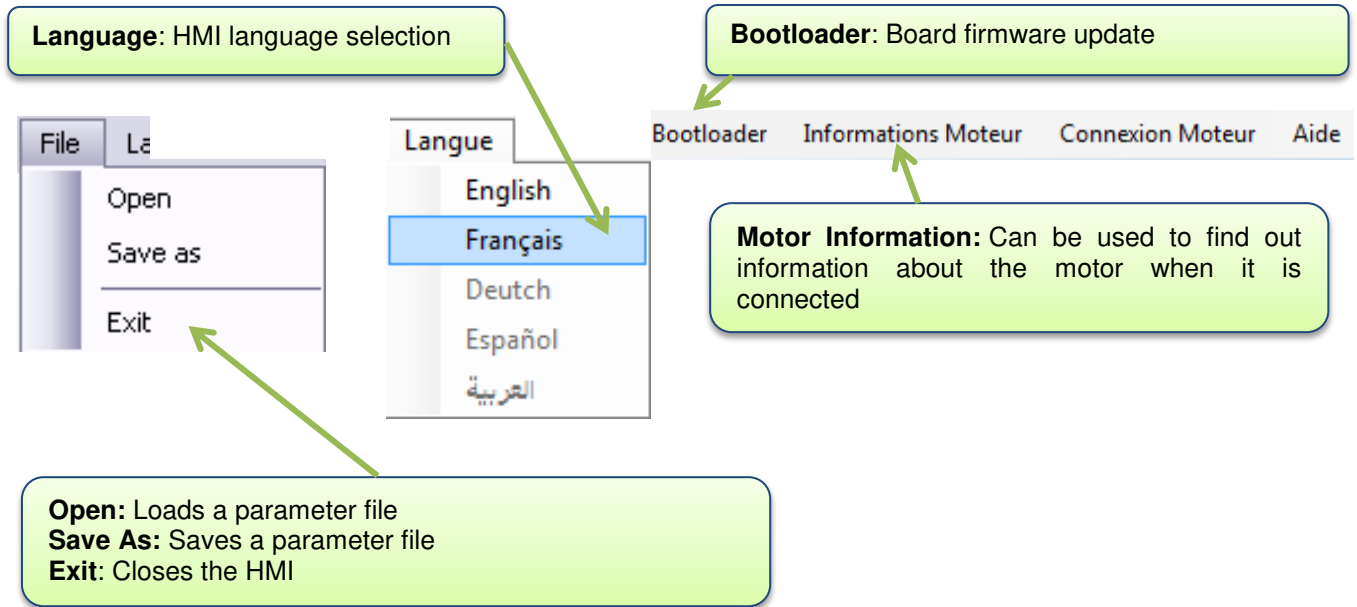 Language: HMI language selection
Bootloader: Board firmware update
File
Open
Save as
Exit
Langue
English
Français
Deutch
Español
العربية
Bootloader Informations Moteur Connexion Moteur Aide
Motor Information: Can be used to find out
information about the motor when it is
connected
Open: Loads a parameter file
Save As: Saves a parameter file
Exit: Closes the HMI